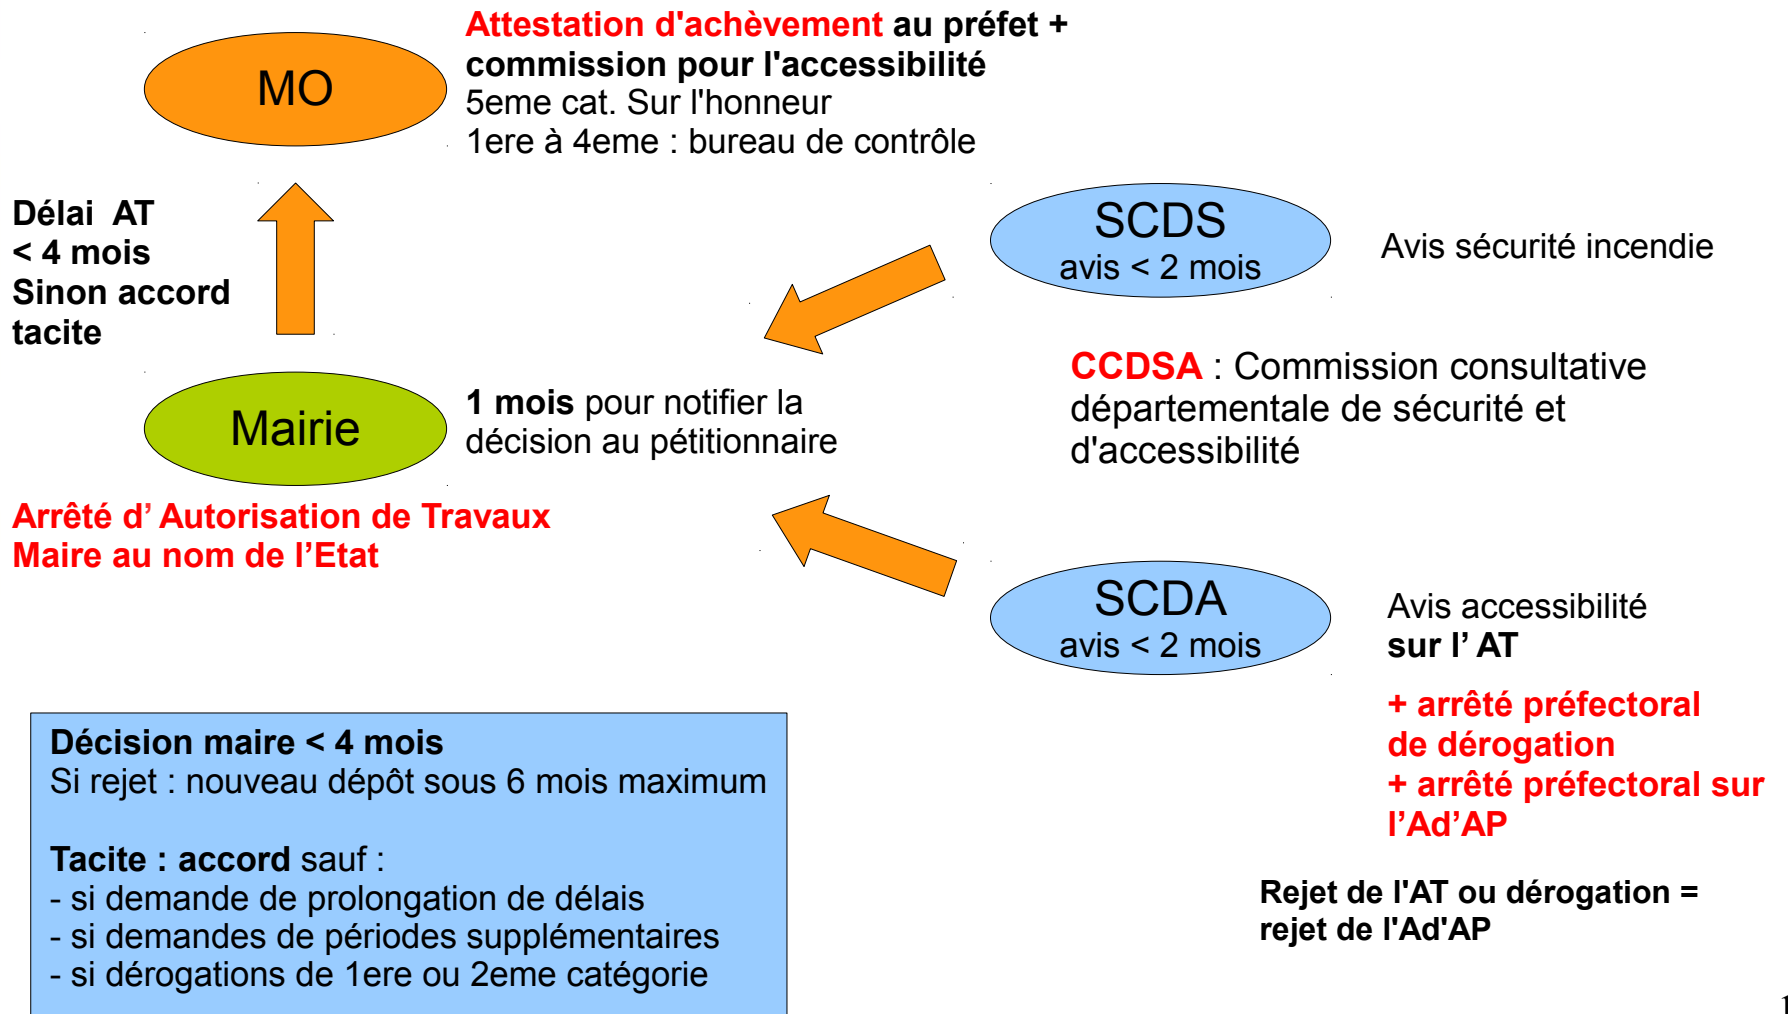 Attestation d'achèvement au préfet +
commission pour l'accessibilité
5eme cat. Sur l'honneur
1ere à 4eme : bureau de contrôle
MO
Délai  AT
< 4 mois
Sinon accord
tacite
SCDS
avis < 2 mois
Avis sécurité incendie
CCDSA : Commission consultative
départementale de sécurité et
d'accessibilité
Mairie
1 mois pour notifier la
décision au pétitionnaire
Arrêté d’ Autorisation de Travaux
Maire au nom de l’Etat
SCDA
avis < 2 mois
Avis accessibilité
sur l’ AT
+ arrêté préfectoral
de dérogation
+ arrêté préfectoral sur
l’Ad’AP
Rejet de l'AT ou dérogation =
rejet de l'Ad'AP
Décision maire < 4 mois
Si rejet : nouveau dépôt sous 6 mois maximum
Tacite : accord sauf :
- si demande de prolongation de délais
- si demandes de périodes supplémentaires
- si dérogations de 1ere ou 2eme catégorie